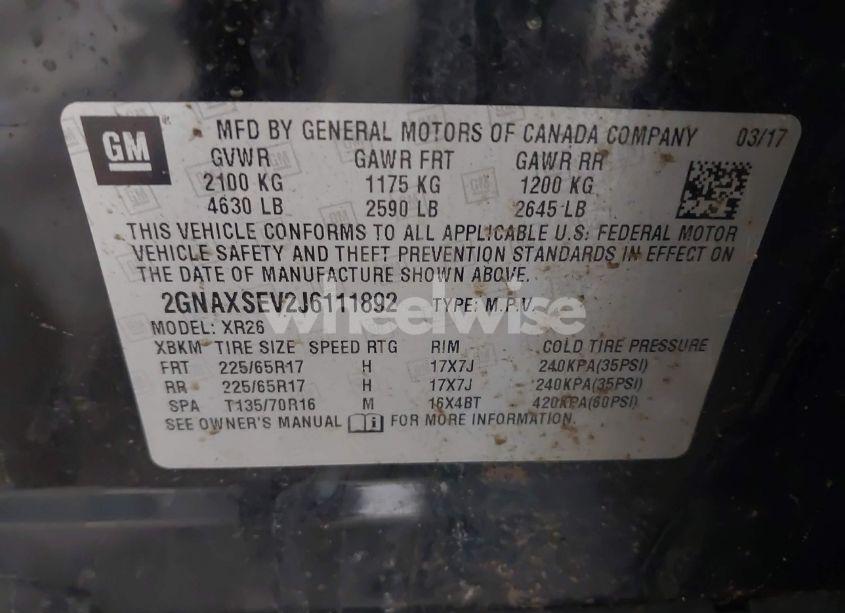 GM ® MFD BY GENERAL MOTORS OF CANADA COMPANY 03/17
GVWR GAWR FRT GAWR RR
2100 KG 1175 KG 1200 KG
4630 LB 2590 LB 2645 LB
THIS VEHICLE CONFORMS TO ALL APPLICABLE U.S. FEDERAL MOTOR
VEHICLE SAFETY AND THEFT PREVENTION STANDARDS IN EFFECT ON
THE DATE OF MANUFACTURE SHOWN ABOVE.
2GNAXSEV2J6111892 TYPE: M.P.V.
wheelwise
MODEL: XR26
XBKM TIRE SIZE SPEED RTG RIM COLD TIRE PRESSURE
FRT 225/65R17 H 17X7J 240KPA(35PSI)
RR 225/65R17 H 17X7J 240KPA(35PSI)
SPA T135/70R16 M 16X4BT 420KPA(60PSI)
SEE OWNER'S MANUAL FOR MORE INFORMATION.